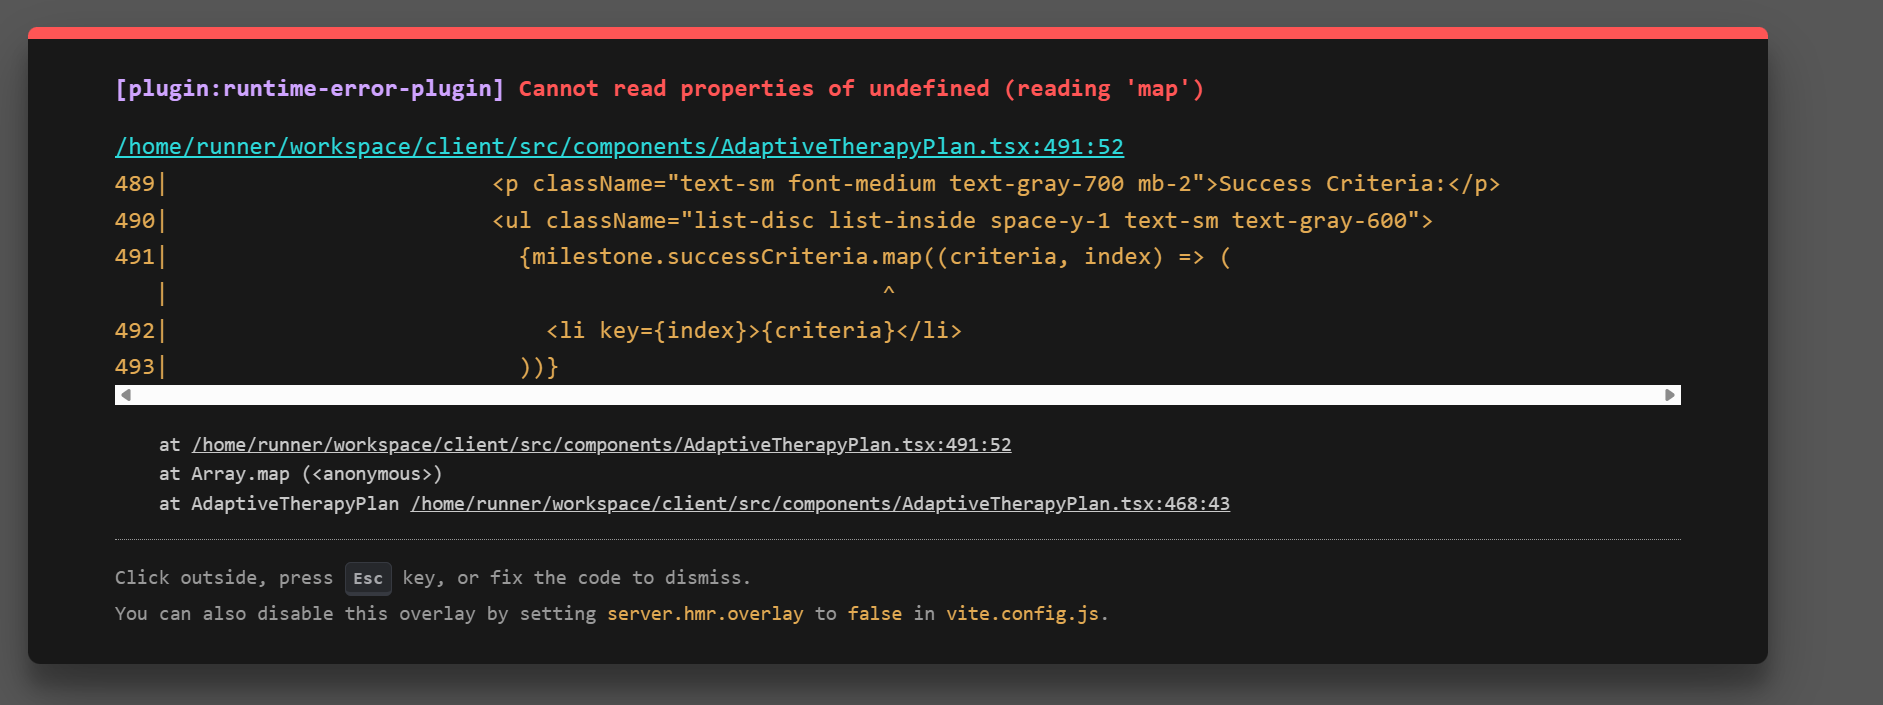 [plugin:runtime-error-plugin] Cannot read properties of undefined (reading 'map')
/home/runner/workspace/client/src/components/AdaptiveTherapyPlan.tsx:491:52
489|                        <p className="text-sm font-medium text-gray-700 mb-2">Success Criteria:</p>
490|                        <ul className="list-disc list-inside space-y-1 text-sm text-gray-600">
491|                          {milestone.successCriteria.map((criteria, index) => (
   |                                                     ^
492|                            <li key={index}>{criteria}</li>
493|                          ))}
    at /home/runner/workspace/client/src/components/AdaptiveTherapyPlan.tsx:491:52
    at Array.map (<anonymous>)
    at AdaptiveTherapyPlan /home/runner/workspace/client/src/components/AdaptiveTherapyPlan.tsx:468:43
Click outside, press Esc key, or fix the code to dismiss.
You can also disable this overlay by setting server.hmr.overlay to false in vite.config.js.